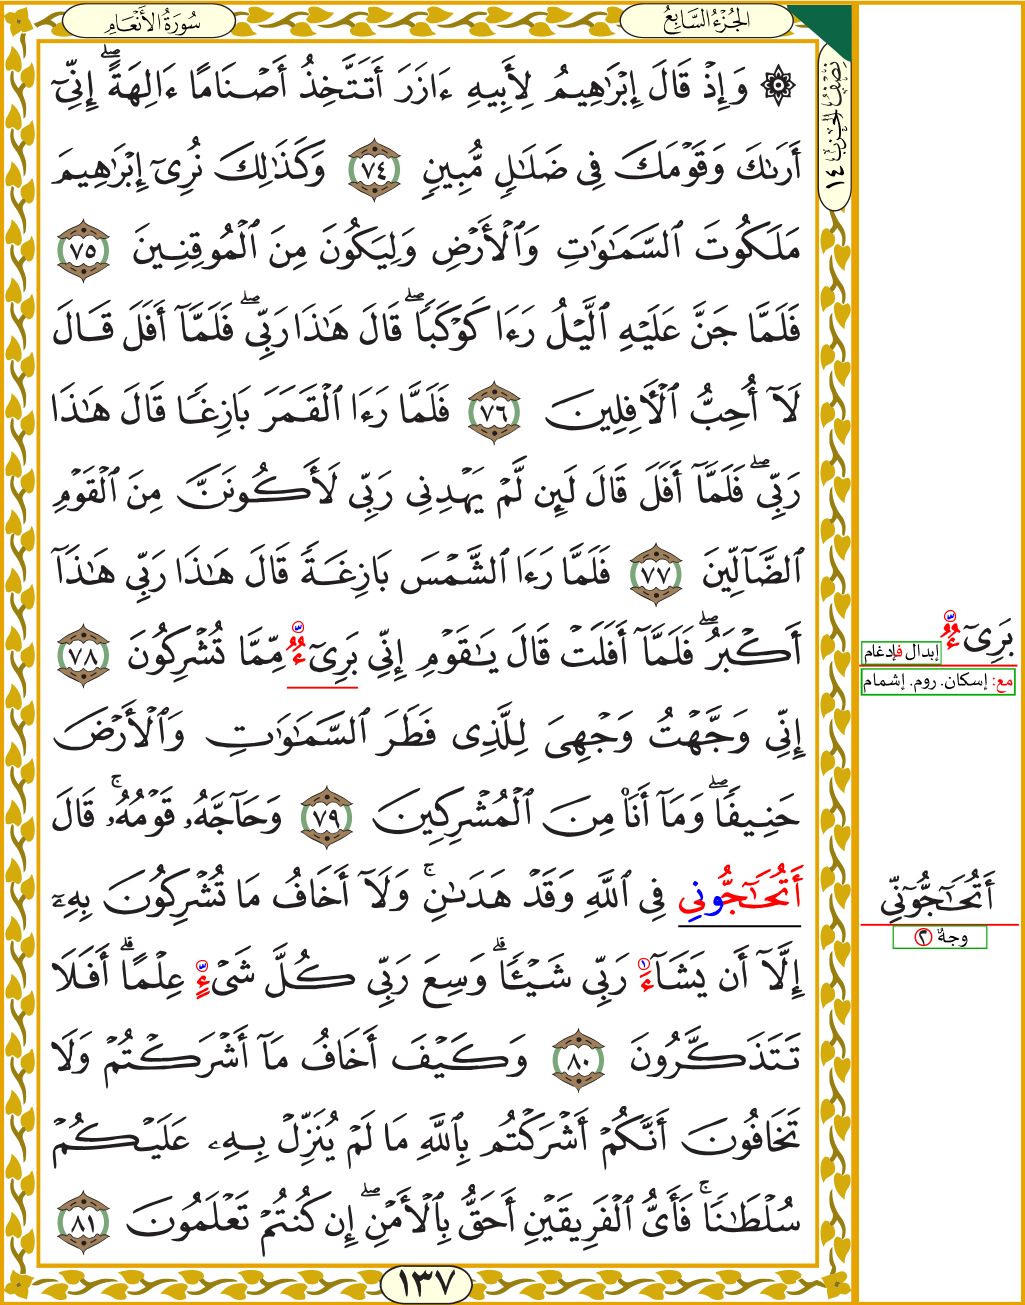 سُورَةُ الأَنْعَام
الجُزْءُ السَّابِعُ
نِصْفُ الحِزْبِ ١٤
۞ وَإِذْ قَالَ إِبْرَٰهِيمُ لِأَبِيهِ ءَازَرَ أَتَتَّخِذُ أَصْنَامًا ءَالِهَةً ۖ إِنِّىٓ
أَرَىٰكَ وَقَوْمَكَ فِى ضَلَـٰلٍ مُّبِينٍ ٧٤ وَكَذَٰلِكَ نُرِىٓ إِبْرَٰهِيمَ
مَلَكُوتَ ٱلسَّمَـٰوَٰتِ وَٱلْأَرْضِ وَلِيَكُونَ مِنَ ٱلْمُوقِنِينَ ٧٥
فَلَمَّا جَنَّ عَلَيْهِ ٱلَّيْلُ رَءَا كَوْكَبًا ۖ قَالَ هَـٰذَا رَبِّى ۖ فَلَمَّآ أَفَلَ قَالَ
لَآ أُحِبُّ ٱلْـَٔافِلِينَ ٧٦ فَلَمَّا رَءَا ٱلْقَمَرَ بَازِغًا قَالَ هَـٰذَا
رَبِّى ۖ فَلَمَّآ أَفَلَ قَالَ لَئِن لَّمْ يَهْدِنِى رَبِّى لَأَكُونَنَّ مِنَ ٱلْقَوْمِ
ٱلضَّآلِّينَ ٧٧ فَلَمَّا رَءَا ٱلشَّمْسَ بَازِغَةً قَالَ هَـٰذَا رَبِّى هَـٰذَآ
أَكْبَرُ ۖ فَلَمَّآ أَفَلَتْ قَالَ يَـٰقَوْمِ إِنِّى بَرِىٓءٌ مِّمَّا تُشْرِكُونَ ٧٨
إِنِّى وَجَّهْتُ وَجْهِىَ لِلَّذِى فَطَرَ ٱلسَّمَـٰوَٰتِ وَٱلْأَرْضَ
حَنِيفًا ۖ وَمَآ أَنَا۠ مِنَ ٱلْمُشْرِكِينَ ٧٩ وَحَآجَّهُۥ قَوْمُهُۥ ۚ قَالَ
أَتُحَـٰٓجُّونِى فِى ٱللَّهِ وَقَدْ هَدَىٰنِ ۚ وَلَآ أَخَافُ مَا تُشْرِكُونَ بِهِۦٓ
إِلَّآ أَن يَشَآءَ رَبِّى شَيْـًٔا ۗ وَسِعَ رَبِّى كُلَّ شَىْءٍ عِلْمًا ۗ أَفَلَا
تَتَذَكَّرُونَ ٨٠ وَكَيْفَ أَخَافُ مَآ أَشْرَكْتُمْ وَلَا
تَخَافُونَ أَنَّكُمْ أَشْرَكْتُم بِٱللَّهِ مَا لَمْ يُنَزِّلْ بِهِۦ عَلَيْكُمْ
سُلْطَـٰنًا ۚ فَأَىُّ ٱلْفَرِيقَيْنِ أَحَقُّ بِٱلْأَمْنِ ۖ إِن كُنتُمْ تَعْلَمُونَ ٨١
بَرِىٓءٌ
إبدال فإدغام
مع: إسكان. روم. إشمام
أَتُحَـٰٓجُّوٓنِّى
وجهٌ ٢
١٣٧